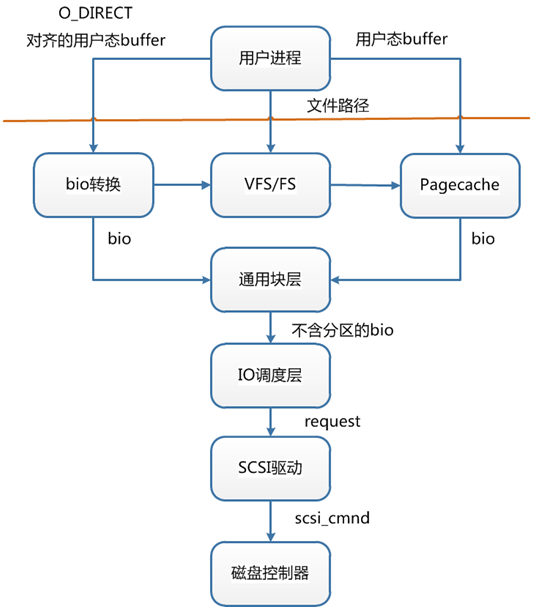 O_DIRECT
对齐的用户态buffer
用户进程
用户态buffer
文件路径
bio转换
VFS/FS
Pagecache
bio
bio
通用块层
不含分区的bio
IO调度层
request
SCSI驱动
scsi_cmnd
磁盘控制器